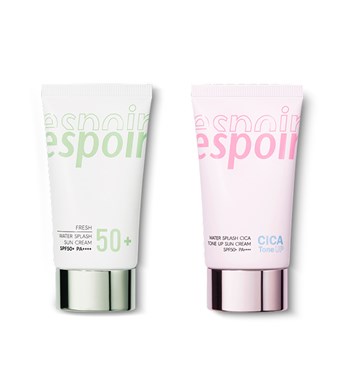 espoir
espoir
FRESH
WATER SPLASH
SUN CREAM
SPF50+ PA++++
50+
espoir
espoir
WATER SPLASH CICA
TONE UP SUN CREAM
SPF50+ PA++++
CICA
Tone UP